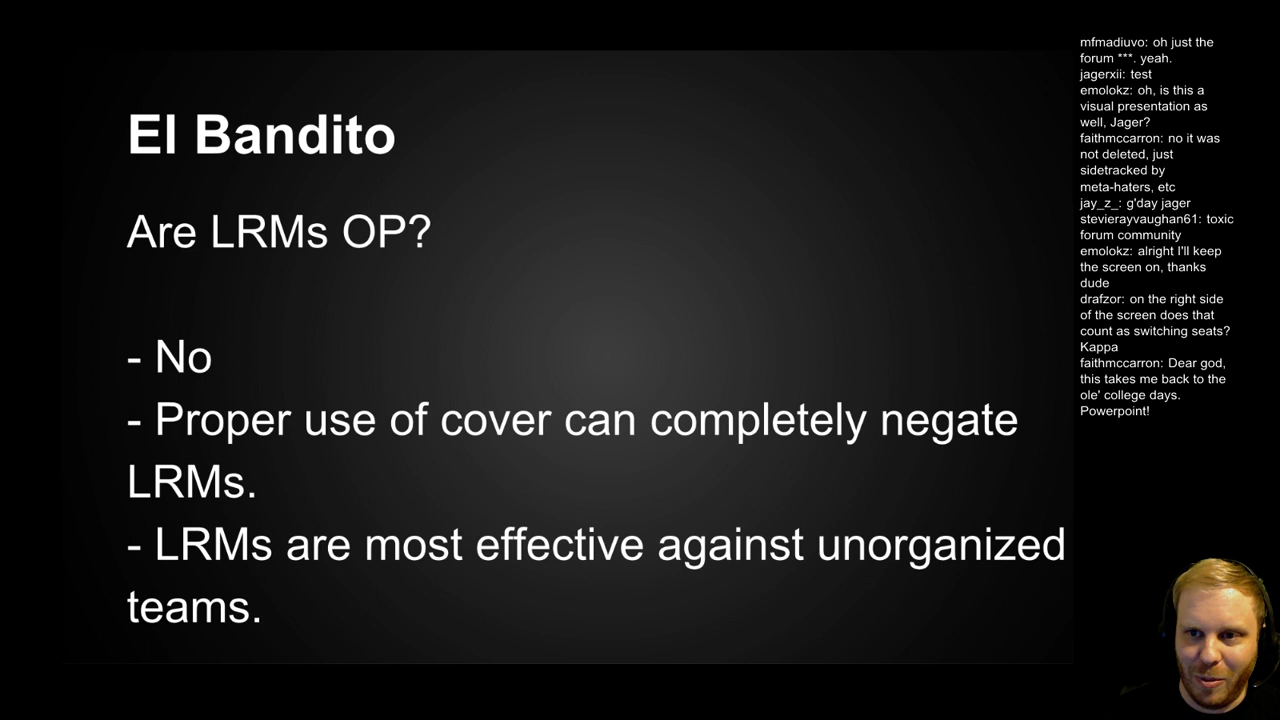 El Bandito
Are LRMs OP?
- No
- Proper use of cover can completely negate
LRMs.
- LRMs are most effective against unorganized
teams.
mfmadiuvo: oh just the
forum ***. yeah.
jagerxii: test
emolokz: oh, is this a
visual presentation as
well, Jager?
faithmccarron: no it was
not deleted, just
sidetracked by
meta-haters, etc
jay_z_: g'day jager
stevierayvaughan61: toxic
forum community
emolokz: alright I'll keep
the screen on, thanks
dude
drafzor: on the right side
of the screen does that
count as switching seats?
Kappa
faithmccarron: Dear god,
this takes me back to the
ole' college days.
Powerpoint!